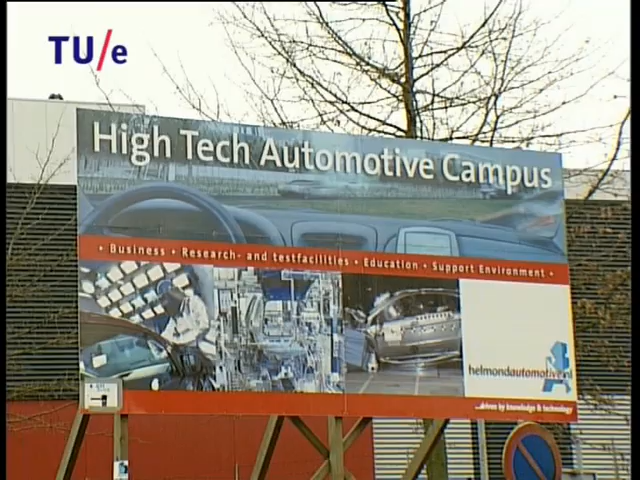 TU/e
High Tech Automotive Campus
• Business • Research- and testfacilities • Education • Support Environment •
helmondautomotive.nl
...driven by knowledge & technology